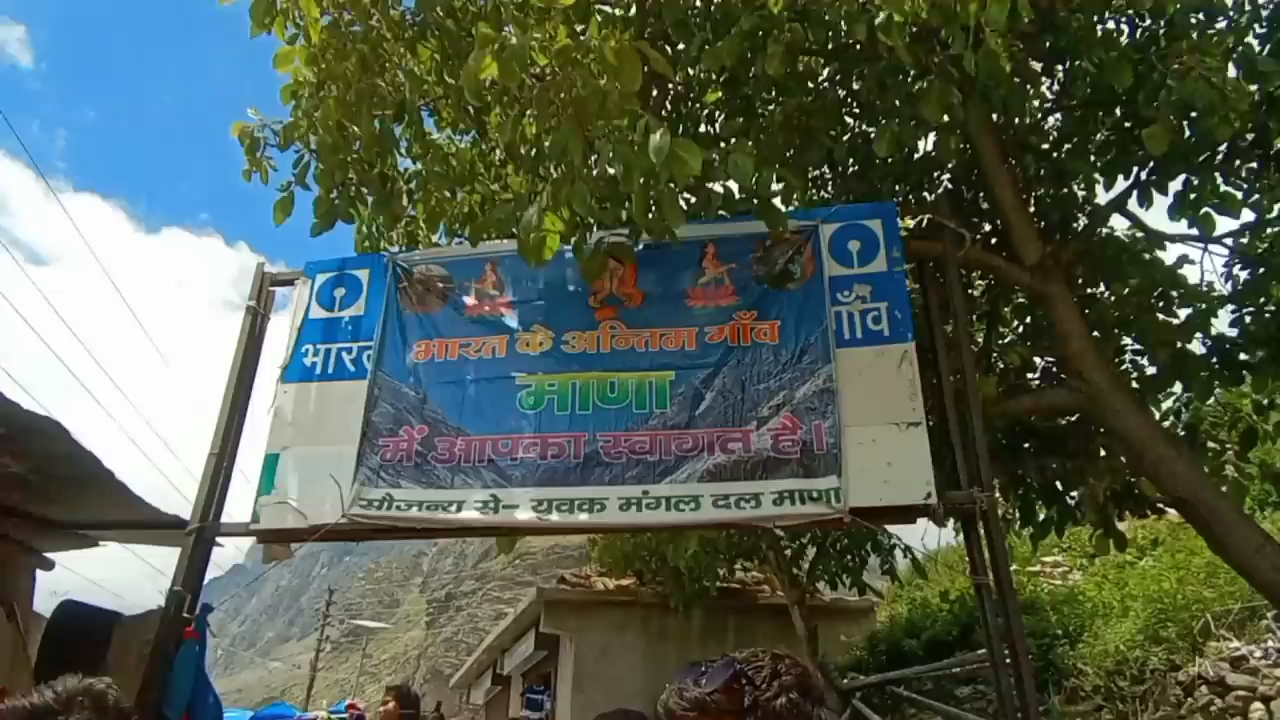 भारत
गाँव
भारत के अन्तिम गाँव
माणा
में आपका स्वागत है।
सौजन्य से- युवक मंगल दल माणा